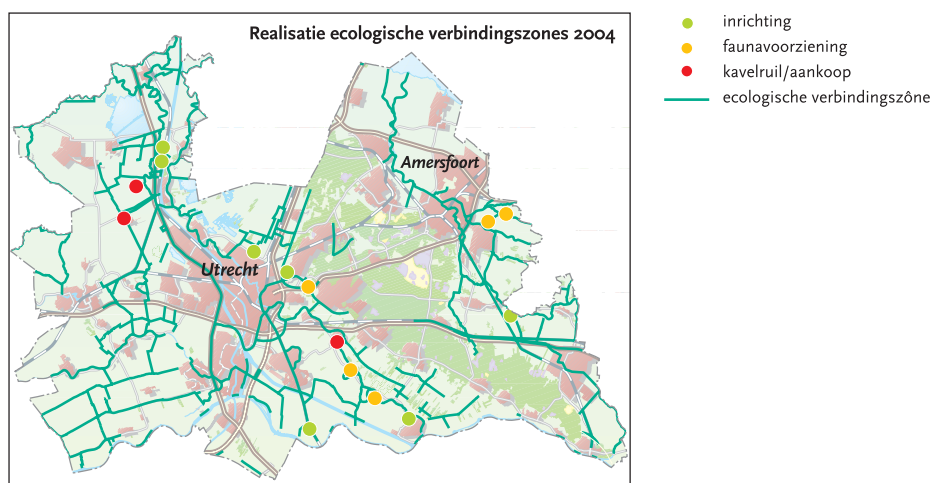 Realisatie ecologische verbindingszones 2004
Amersfoort
Utrecht
inrichting
faunavoorziening
kavelruil/aankoop
ecologische verbindingszône